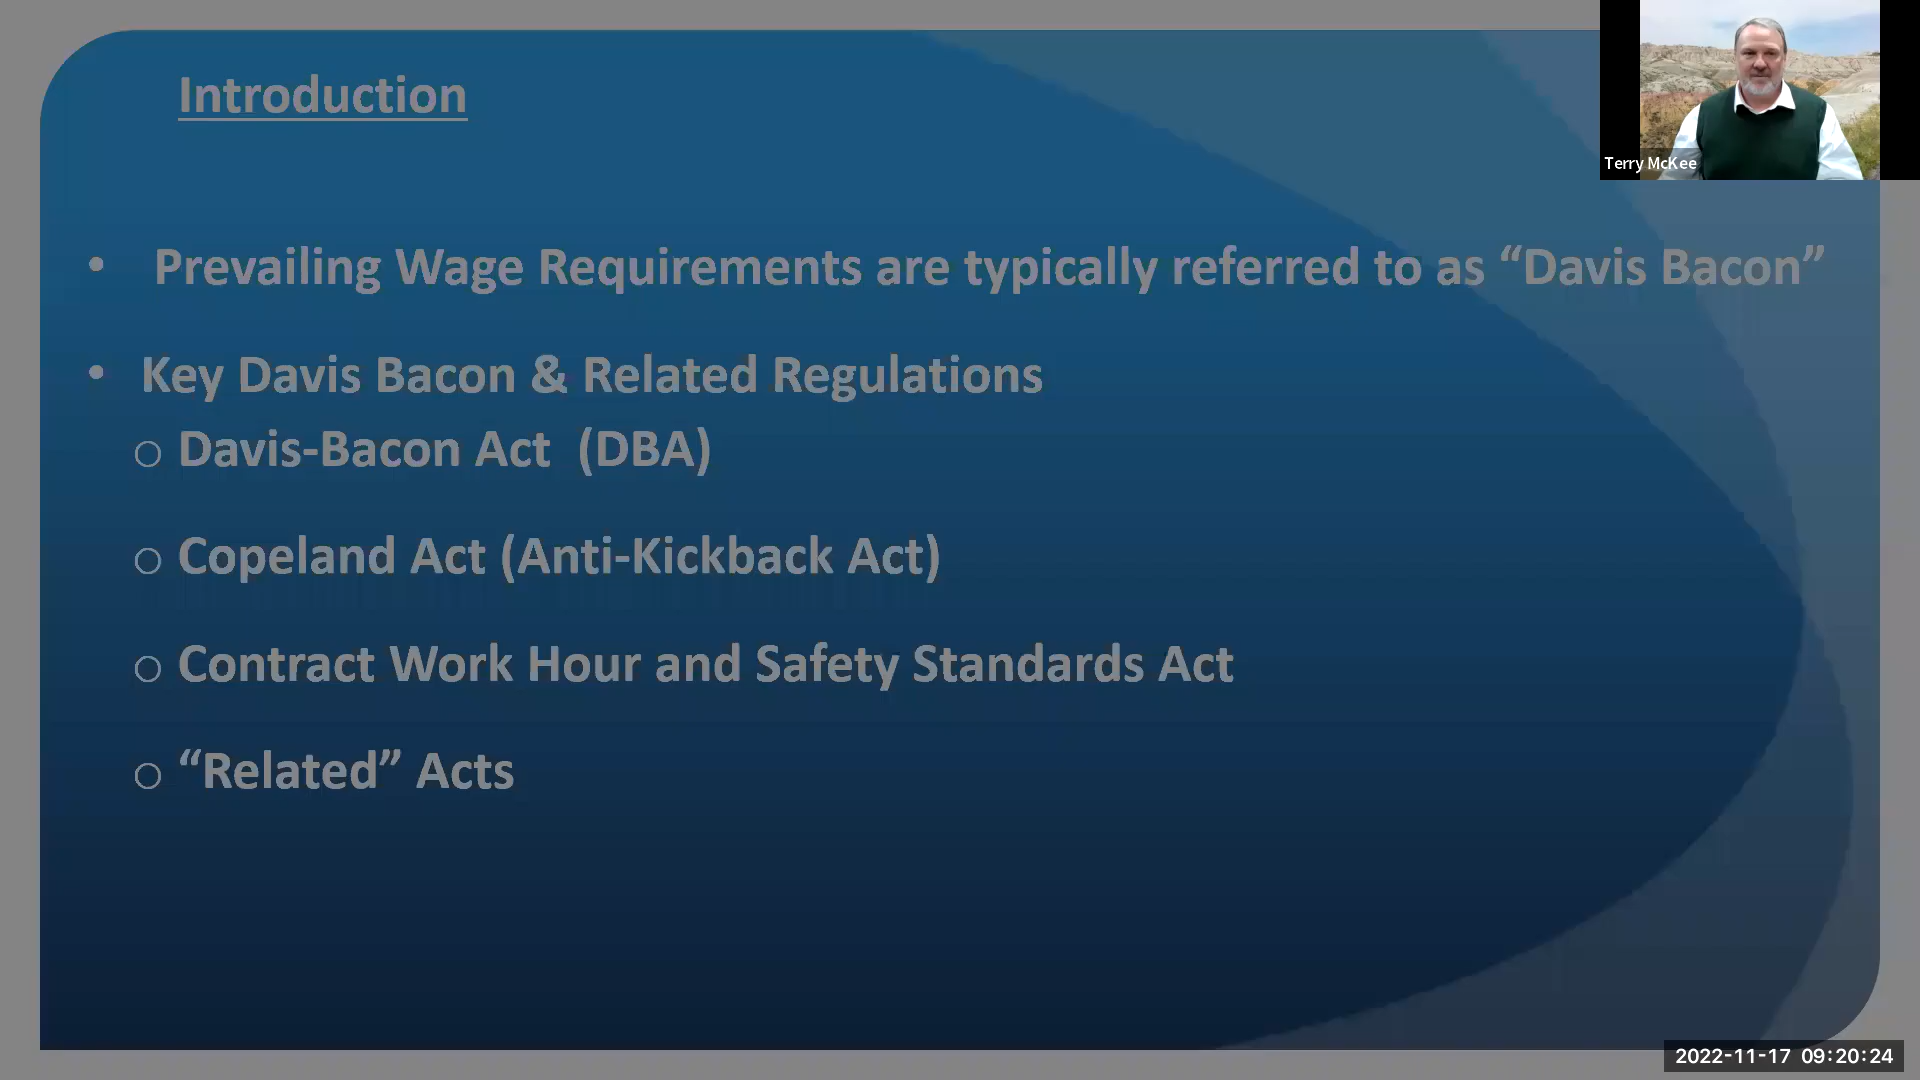 Introduction
Terry McKee
• Prevailing Wage Requirements are typically referred to as “Davis Bacon”
• Key Davis Bacon & Related Regulations
o Davis-Bacon Act  (DBA)
o Copeland Act (Anti-Kickback Act)
o Contract Work Hour and Safety Standards Act
o “Related” Acts
2022-11-17 09:20:24